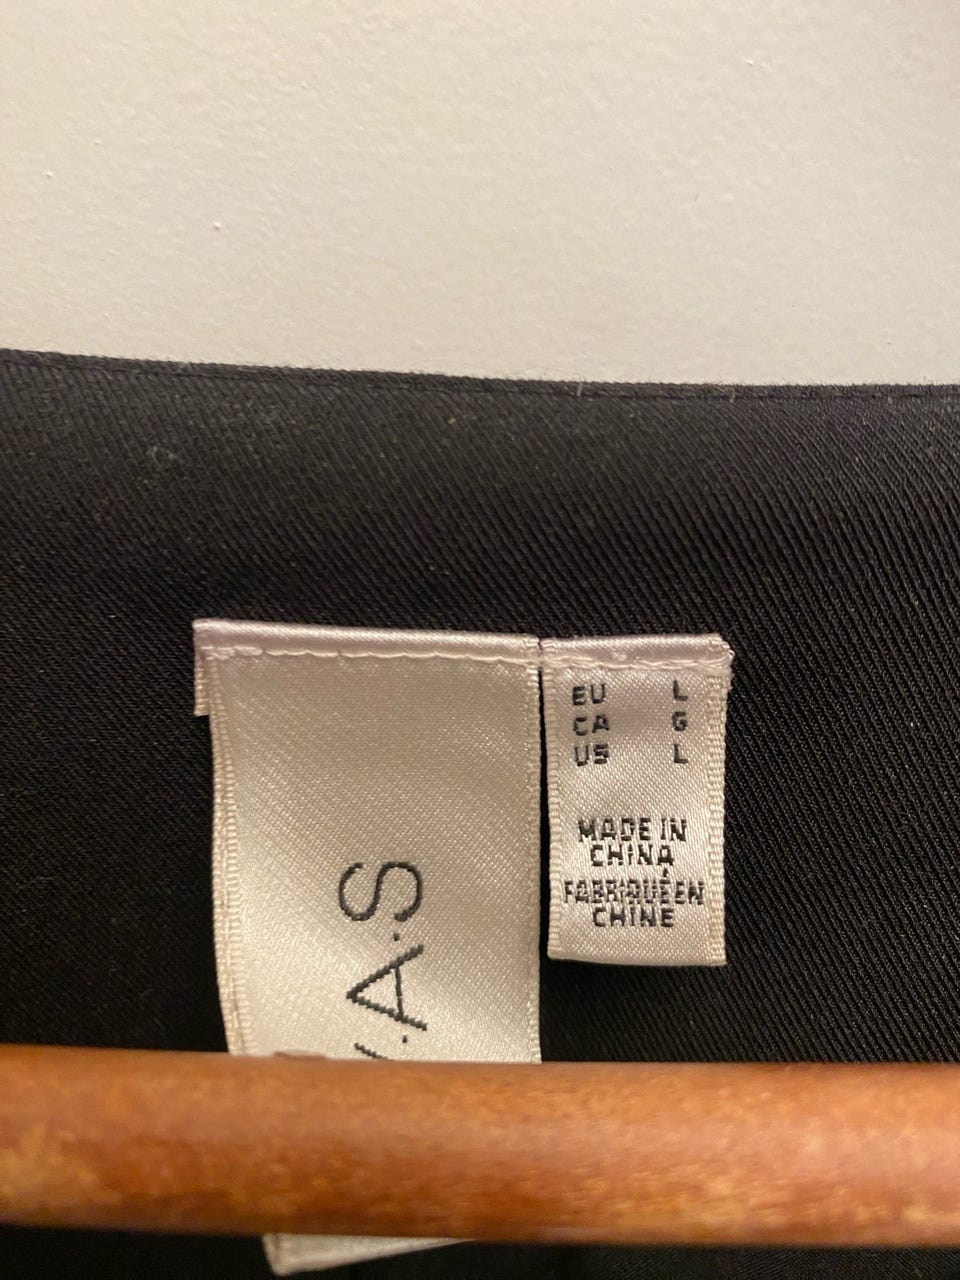 A·S
EU L
CA G
US L
MADE IN
CHINA
FABRIQUÉ EN
CHINE